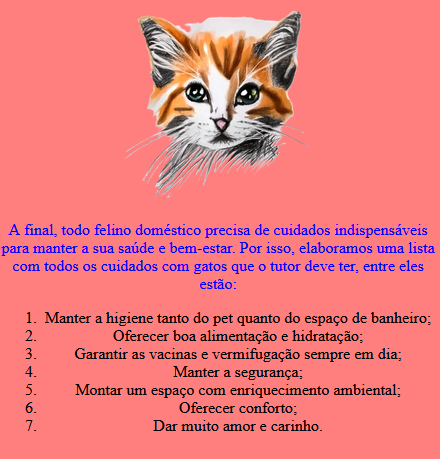 A final, todo felino doméstico precisa de cuidados indispensáveis
para manter a sua saúde e bem-estar. Por isso, elaboramos uma lista
com todos os cuidados com gatos que o tutor deve ter, entre eles
estão:
1. Manter a higiene tanto do pet quanto do espaço de banheiro;
2. Oferecer boa alimentação e hidratação;
3. Garantir as vacinas e vermifugação sempre em dia;
4. Manter a segurança;
5. Montar um espaço com enriquecimento ambiental;
6. Oferecer conforto;
7. Dar muito amor e carinho.